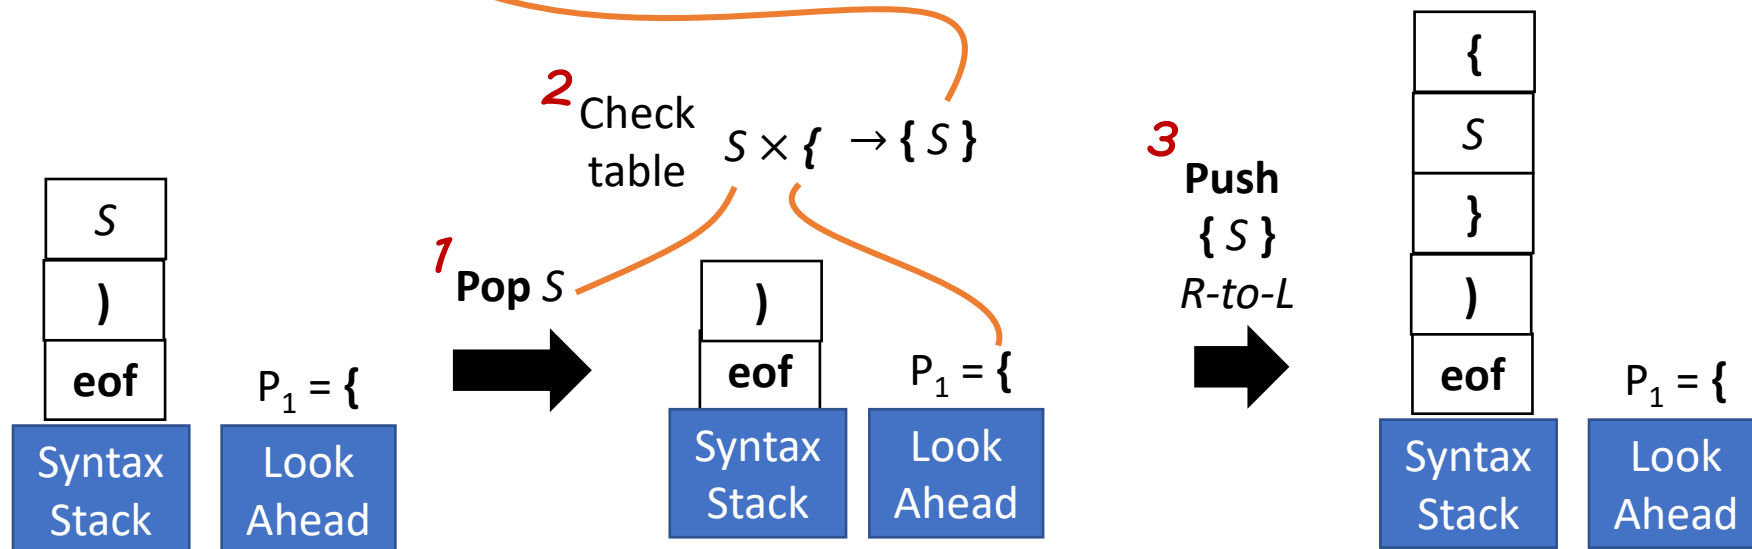 S
)
eof
P1 = {
Syntax
Stack
Look
Ahead
1
Pop S
2
Check
table
S × { → { S }
)
eof
P1 = {
Syntax
Stack
Look
Ahead
3
Push
{ S }
R-to-L
{
S
}
)
eof
P1 = {
Syntax
Stack
Look
Ahead